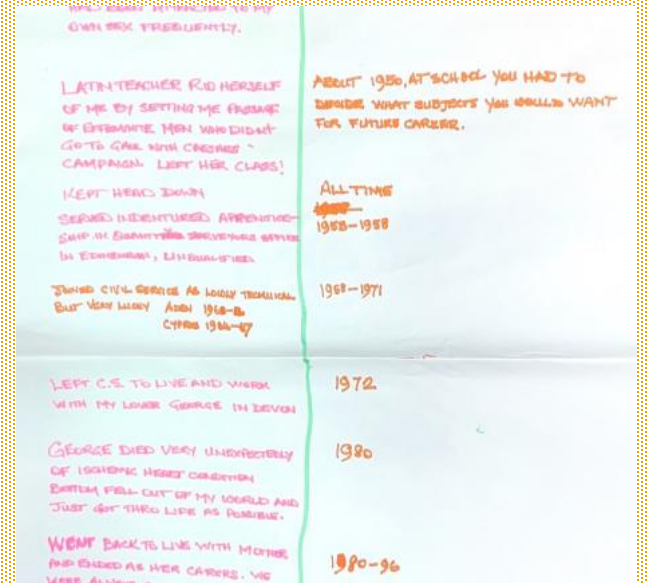 OWN SEX FREQUENTLY.
LATIN TEACHER RID HERSELF
OF ME BY SETTING ME PASSAGE
OF EFFEMINATE MEN WHO DIDN'T
GO TO GAUL WITH CAESARS
CAMPAIGN. LEFT HER CLASS!
ABOUT 1950, AT SCHOOL YOU HAD TO
DECIDE WHAT SUBJECTS YOU WOULD WANT
FOR FUTURE CAREER.
KEPT HEAD DOWN
ALL TIME
SERVED INDENTURED APPRENTICE-
SHIP IN QUANTITY SURVEYORS OFFICE
IN EDINBURGH, UNQUALIFIED.
1953-1958
JOINED CIVIL SERVICE AS LOWLY TECHNICAL
BUT VERY LUCKY ADEN
CYPRUS
1958-1971
LEFT C.S. TO LIVE AND WORK
WITH MY LOVER GEORGE IN DEVON
1972
GEORGE DIED VERY UNEXPECTEDLY
OF ISCHEMIC HEART CONDITION
BOTTOM FELL OUT OF MY WORLD AND
JUST GOT THRO LIFE AS POSSIBLE.
1980
WENT BACK TO LIVE WITH MOTHER
AND ENDED AS HER CARERS. WE
WERE
1980-96